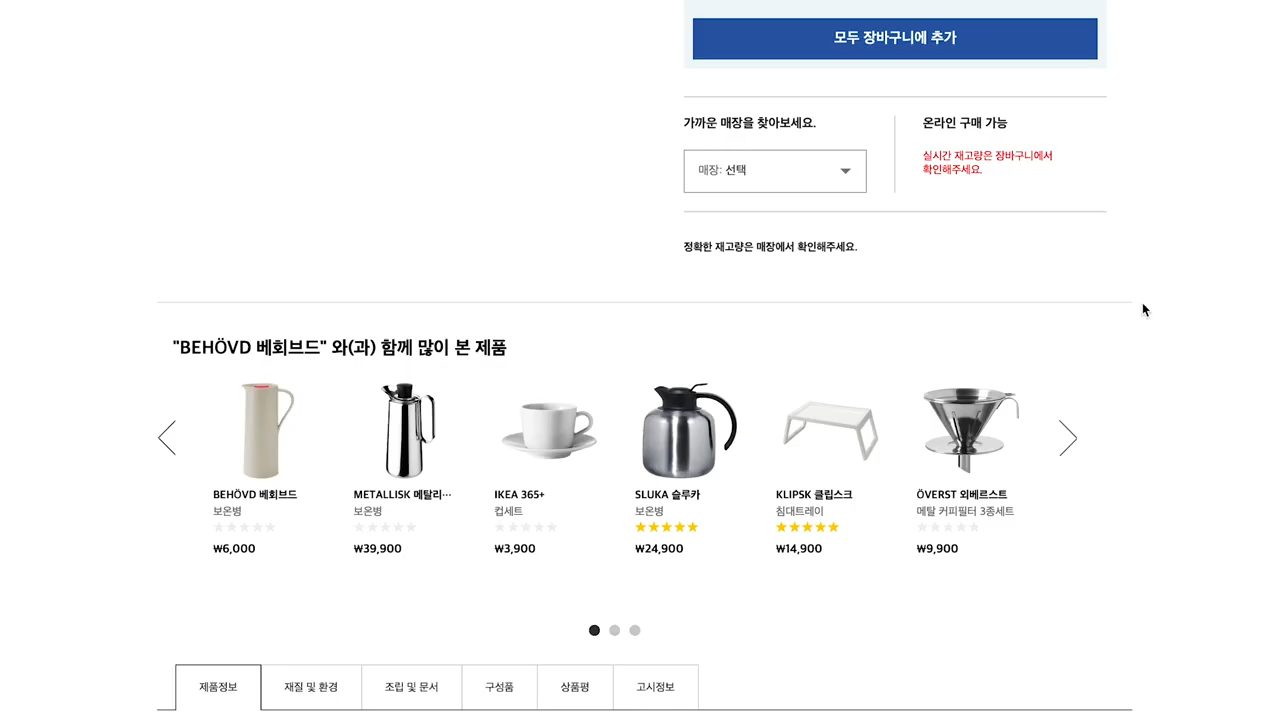 모두 장바구니에 추가
가까운 매장을 찾아보세요.
매장: 선택
온라인 구매 가능
실시간 재고량은 장바구니에서
확인해주세요.
정확한 재고량은 매장에서 확인해주세요.
"BEHÖVD 베회브드" 와(과) 함께 많이 본 제품
BEHÖVD 베회브드
보온병
₩6,000
METALLISK 메탈리…
보온병
₩39,900
IKEA 365+
컵세트
₩3,900
SLUKA 슬루카
보온병
₩24,900
KLIPSK 클립스크
침대트레이
₩14,900
ÖVERST 외베르스트
메탈 커피필터 3종세트
₩9,900
제품정보
재질 및 환경
조립 및 문서
구성품
상품평
고시정보